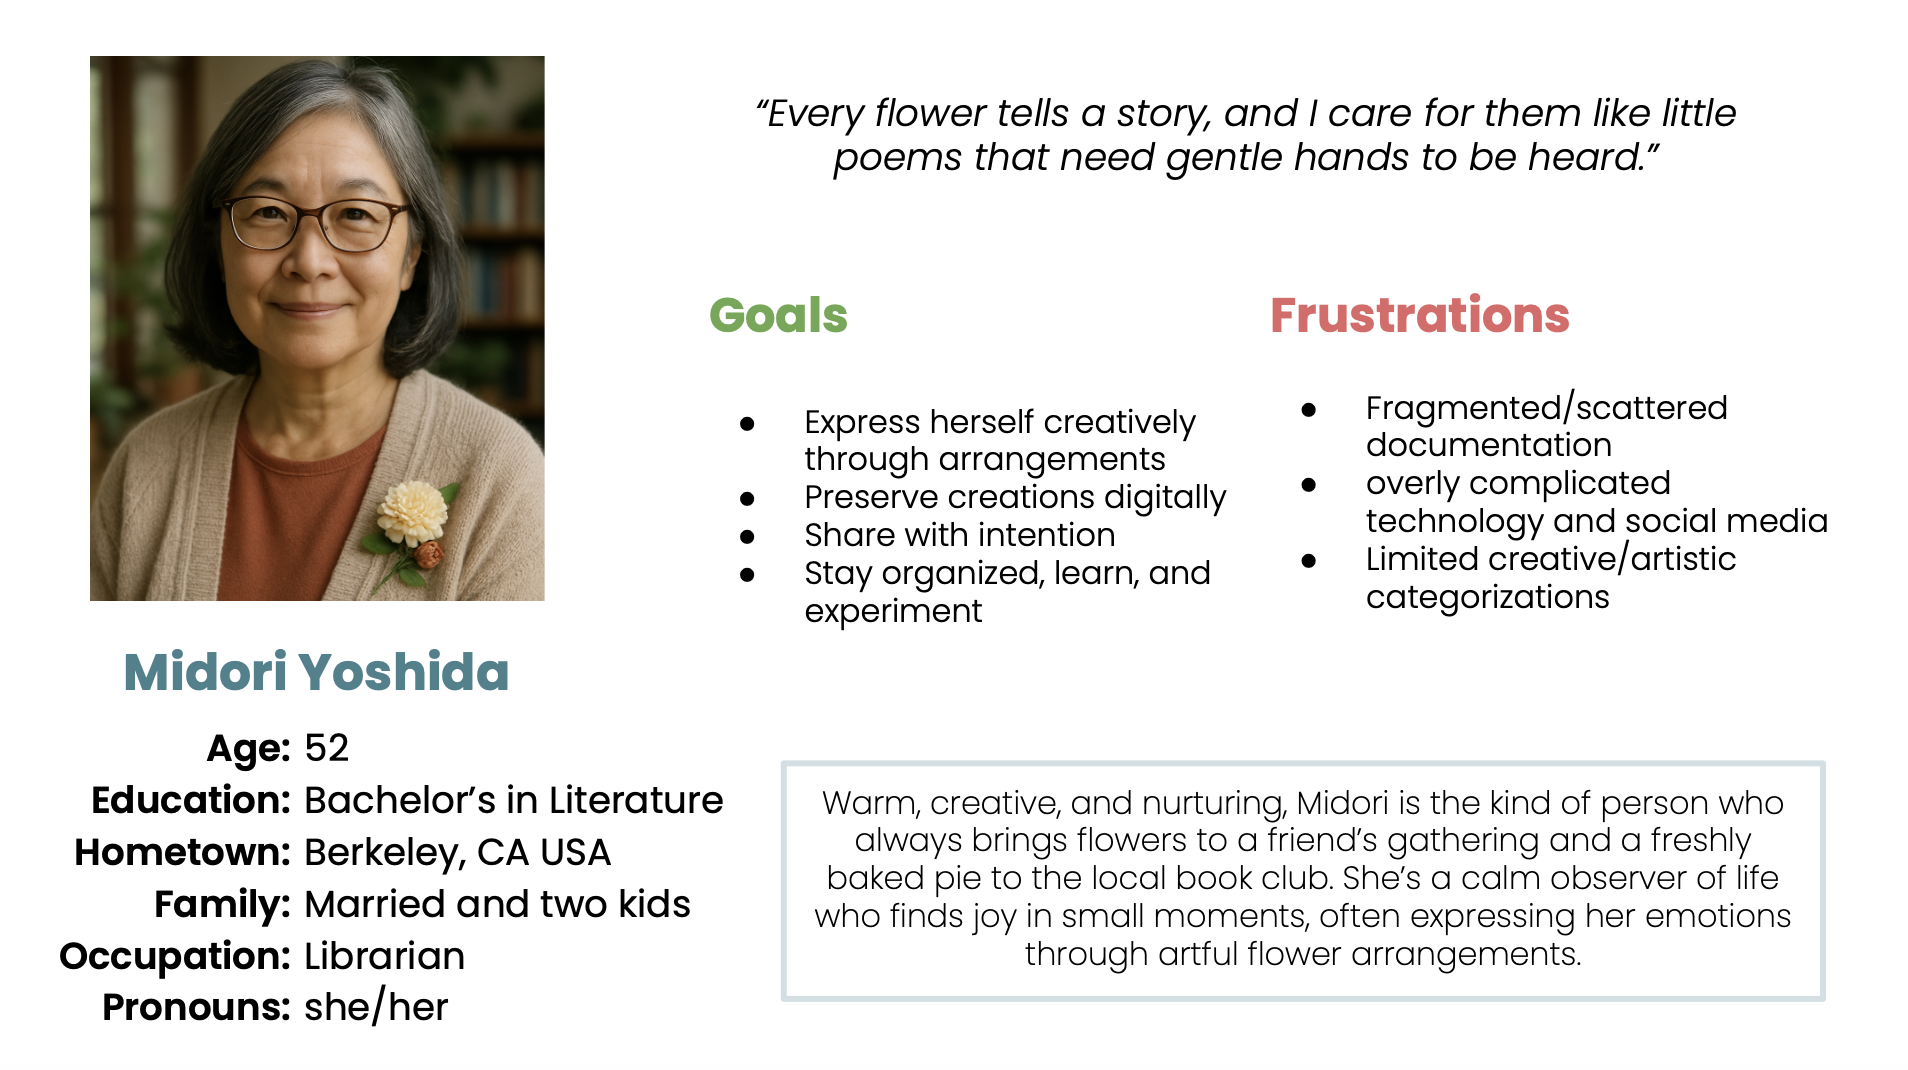 “Every flower tells a story, and I care for them like little
poems that need gentle hands to be heard.”
Goals
● Express herself creatively
through arrangements
● Preserve creations digitally
● Share with intention
● Stay organized, learn, and
experiment
Frustrations
● Fragmented/scattered
documentation
● overly complicated
technology and social media
● Limited creative/artistic
categorizations
Midori Yoshida
Age: 52
Education: Bachelor’s in Literature
Hometown: Berkeley, CA USA
Family: Married and two kids
Occupation: Librarian
Pronouns: she/her
Warm, creative, and nurturing, Midori is the kind of person who
always brings flowers to a friend’s gathering and a freshly
baked pie to the local book club. She’s a calm observer of life
who finds joy in small moments, often expressing her emotions
through artful flower arrangements.